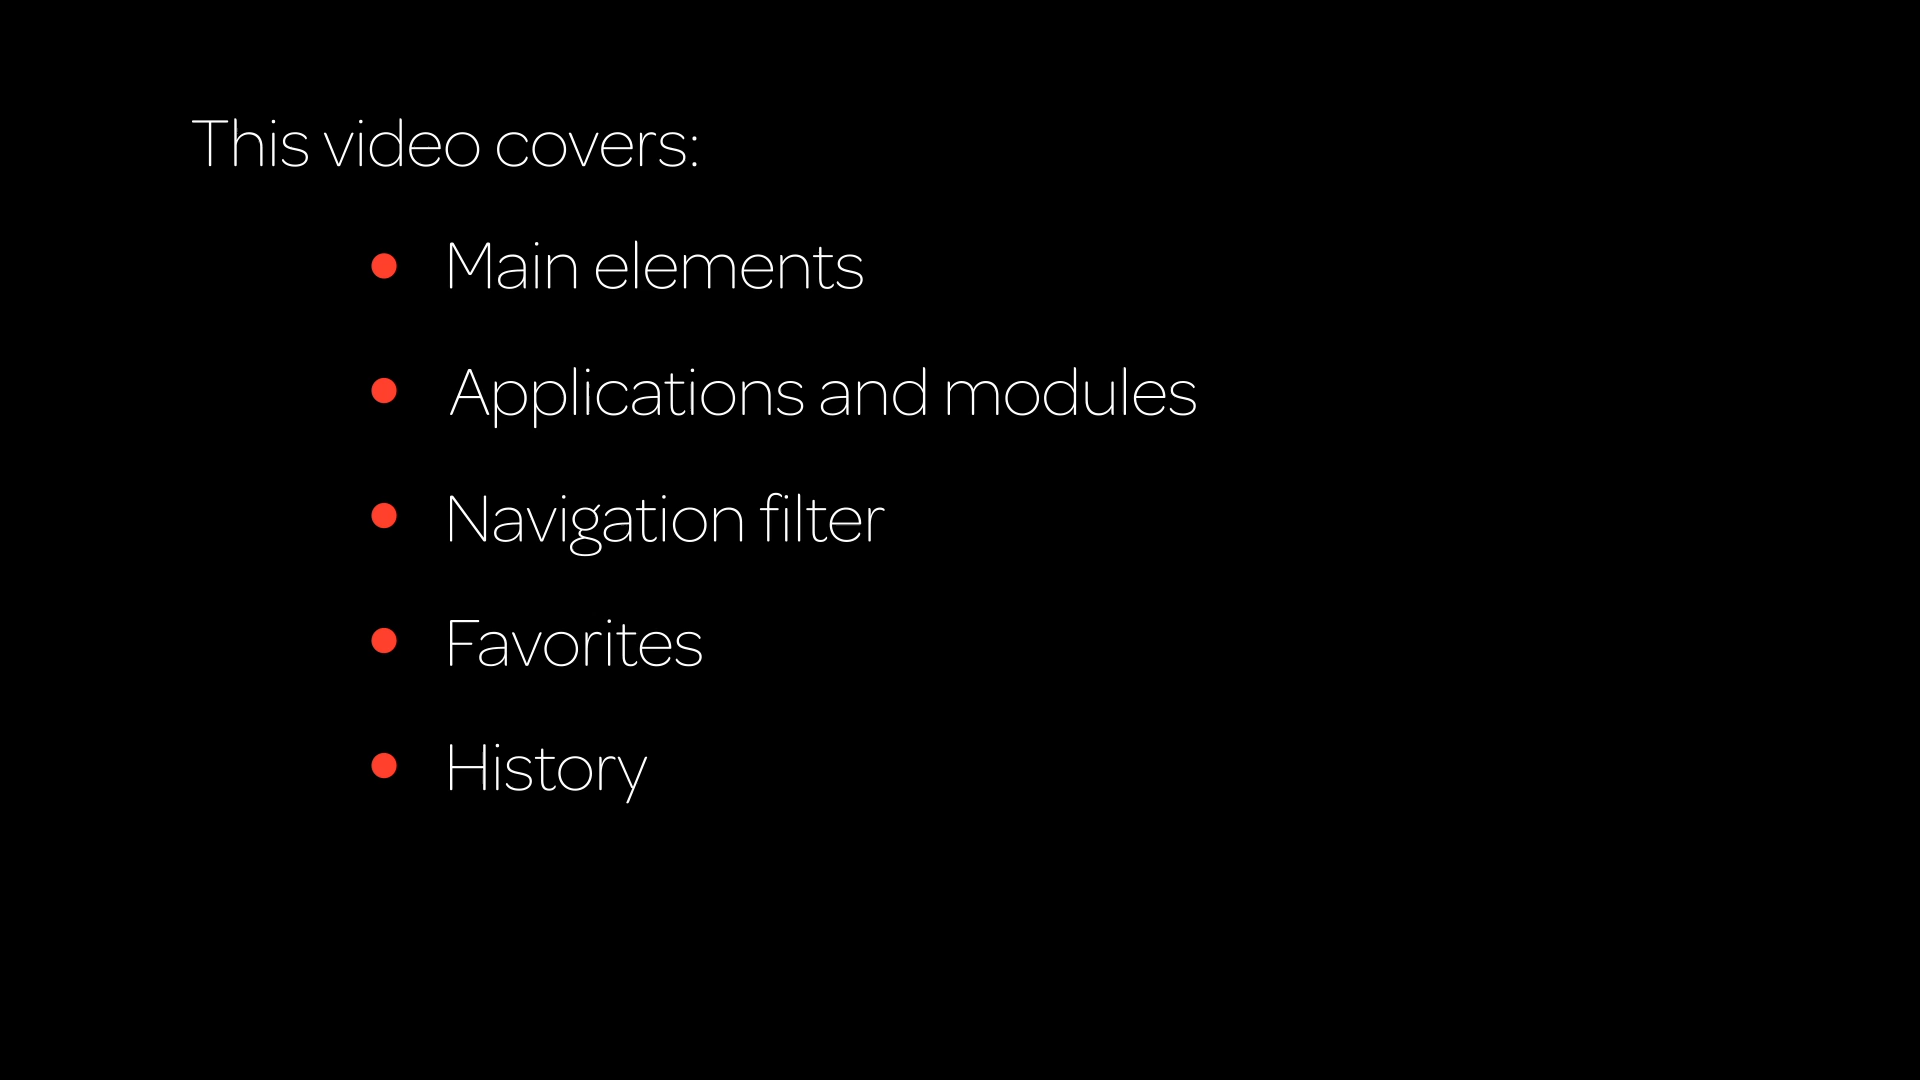 This video covers:
Main elements
Applications and modules
Navigation filter
Favorites
History